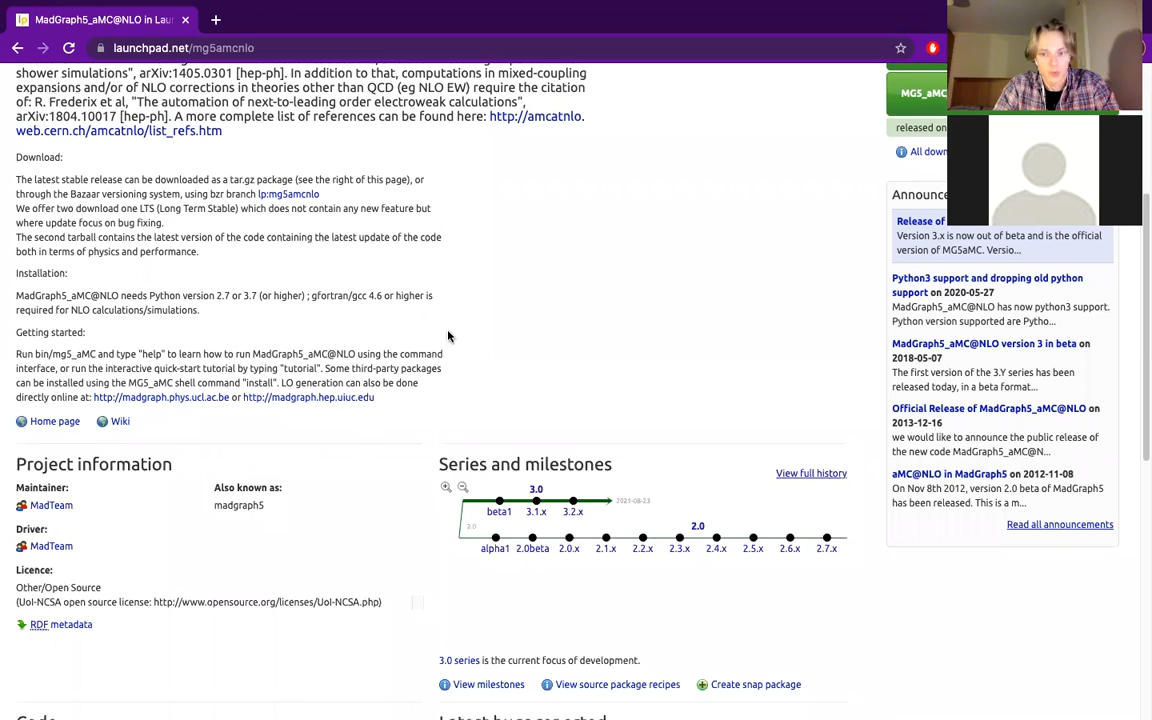 MadGraph5_aMC@NLO in Lau
launchpad.net/mg5amcnlo
shower simulations", arXiv:1405.0301 [hep-ph]. In addition to that, computations in mixed-coupling
expansions and/or of NLO corrections in theories other than QCD (eg NLO EW) require the citation
of: R. Frederix et al, "The automation of next-to-leading order electroweak calculations",
arXiv:1804.10017 [hep-ph]. A more complete list of references can be found here: http://amcatnlo.
web.cern.ch/amcatnlo/list_refs.htm
Download:
The latest stable release can be downloaded as a tar.gz package (see the right of this page), or
through the Bazaar versioning system, using bzr branch lp:mg5amcnlo
We offer two download one LTS (Long Term Stable) which does not contain any new feature but
where update focus on bug fixing.
The second tarball contains the latest version of the code containing the latest update of the code
both in terms of physics and performance.
Installation:
MadGraph5_aMC@NLO needs Python version 2.7 or 3.7 (or higher) ; gfortran/gcc 4.6 or higher is
required for NLO calculations/simulations.
Getting started:
Run bin/mg5_aMC and type "help" to learn how to run MadGraph5_aMC@NLO using the command
interface, or run the interactive quick-start tutorial by typing "tutorial". Some third-party packages
can be installed using the MG5_aMC shell command "install". LO generation can also be done
directly online at: http://madgraph.phys.ucl.ac.be or http://madgraph.hep.uiuc.edu
Home page Wiki
Project information
Maintainer:
MadTeam
Also known as:
madgraph5
Driver:
MadTeam
Licence:
Other/Open Source
(UoI-NCSA open source license: http://www.opensource.org/licenses/UoI-NCSA.php)
RDF metadata
Code
Series and milestones
View full history
3.0
2021-08-23
beta1 3.1.x 3.2.x
2.0
2.0
alpha1 2.0beta 2.0.x 2.1.x 2.2.x 2.3.x 2.4.x 2.5.x 2.6.x 2.7.x
3.0 series is the current focus of development.
View milestones View source package recipes Create snap package
Latest bugs reported
MG5_aMC
released on
All down
Announce
Release of
Version 3.x is now out of beta and is the official
version of MG5aMC. Versio...
Python3 support and dropping old python
support on 2020-05-27
MadGraph5_aMC@NLO has now python3 support.
Python version supported are Pytho...
MadGraph5_aMC@NLO version 3 in beta on
2018-05-07
The first version of the 3.Y series has been
released today, in a beta format...
Official Release of MadGraph5_aMC@NLO on
2013-12-16
we would like to announce the public release of
the new code MadGraph5_aMC@N...
aMC@NLO in MadGraph5 on 2012-11-08
On Nov 8th 2012, version 2.0 beta of MadGraph5
has been released. This is a m...
Read all announcements